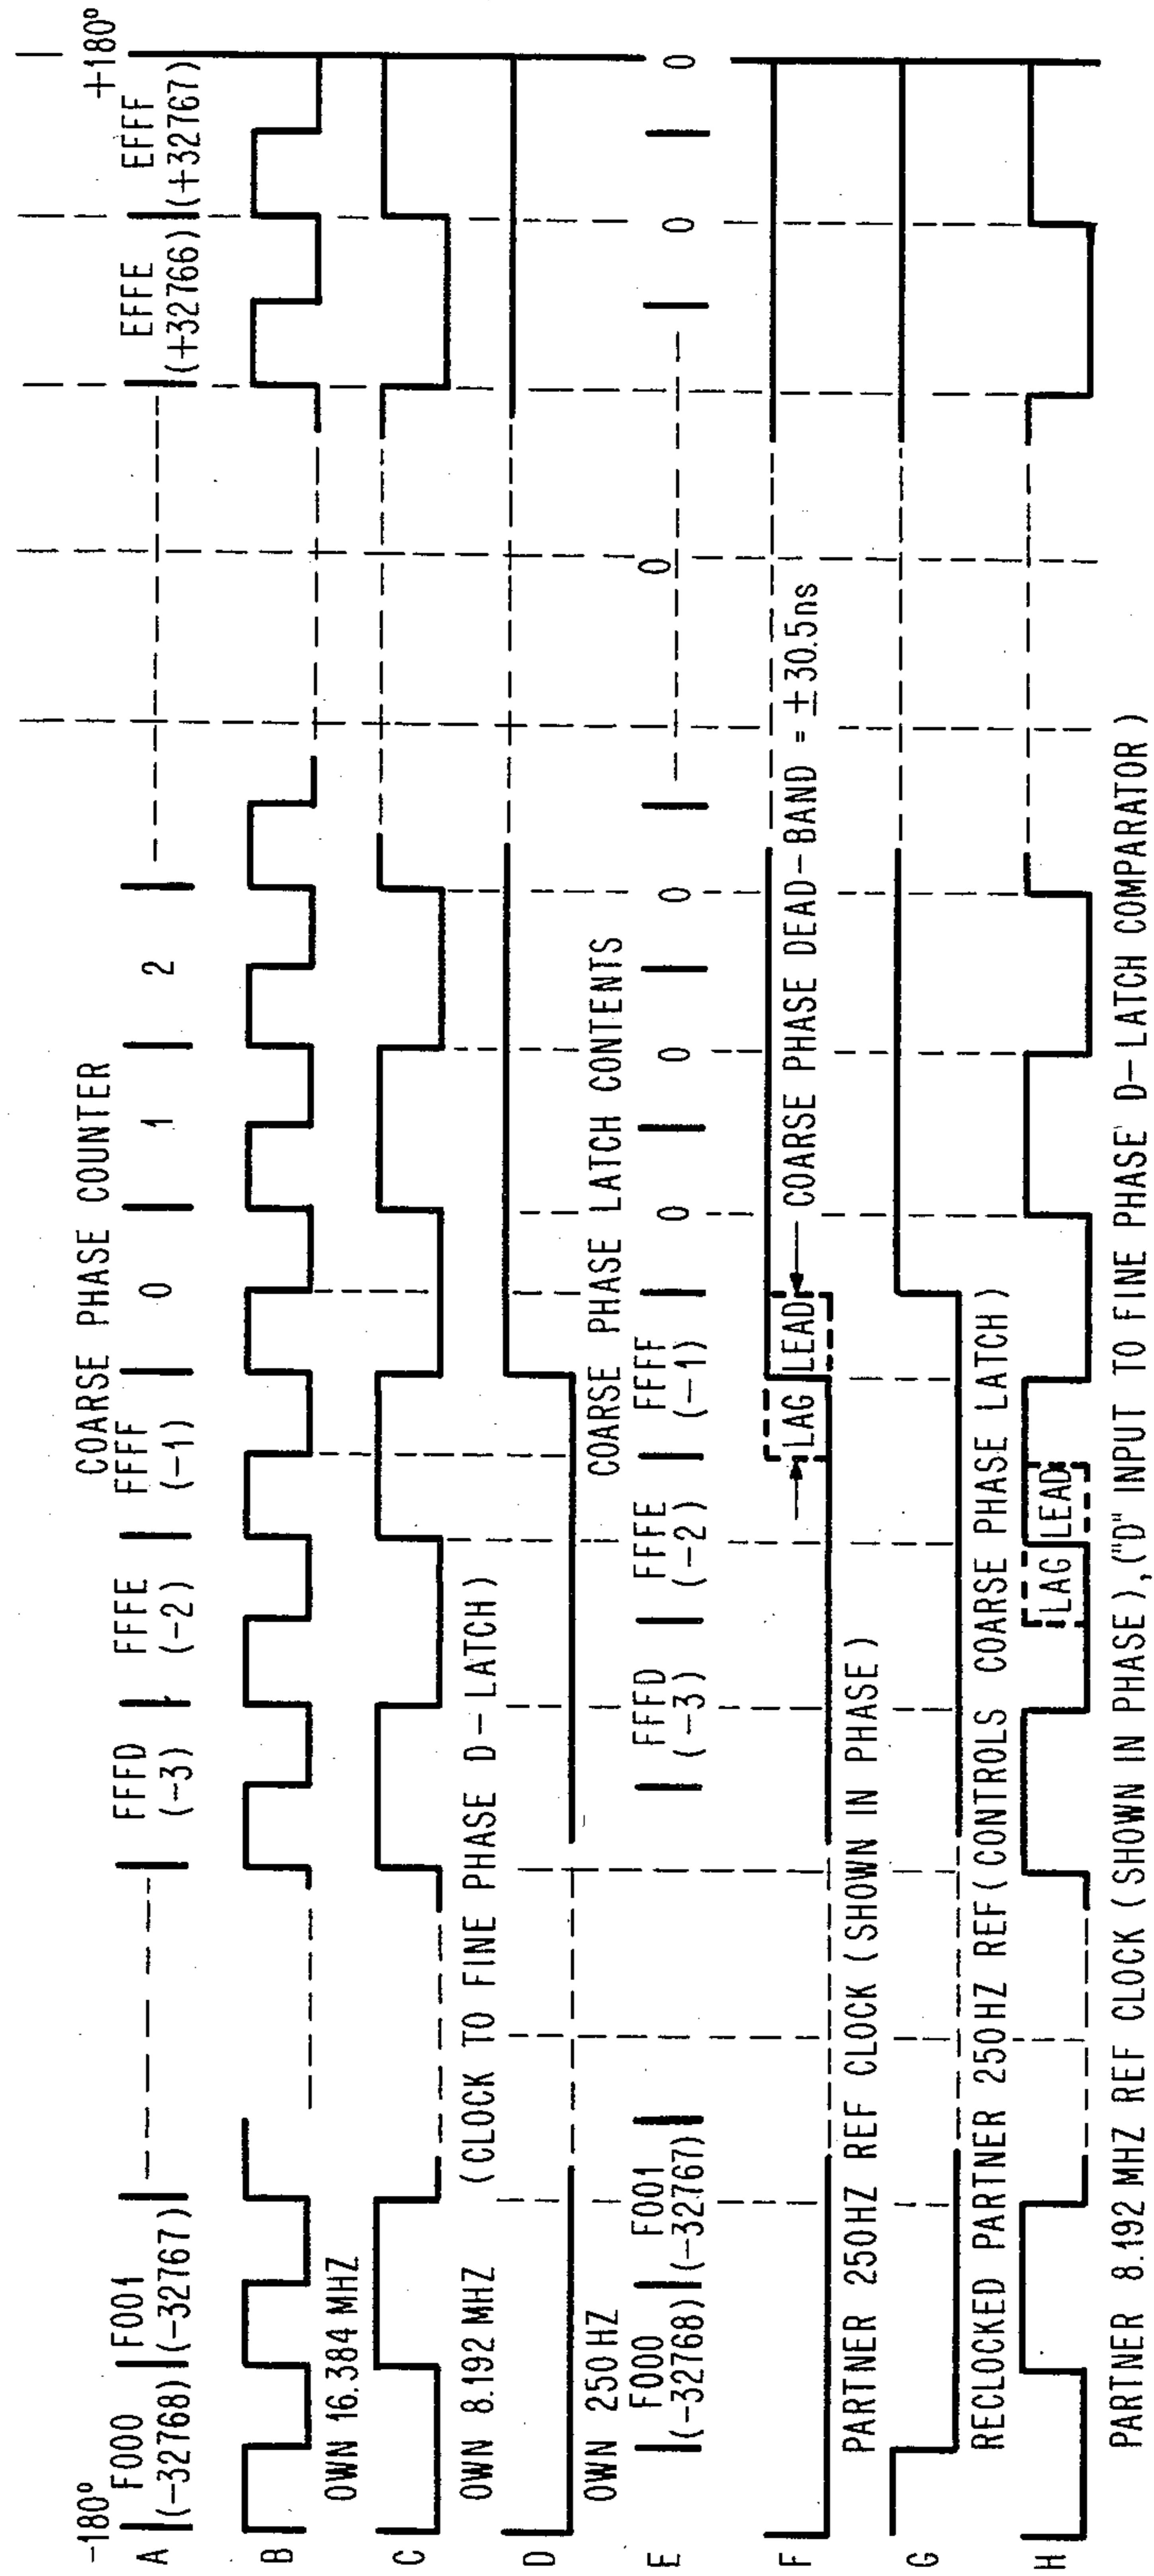 -180° +180°
COARSE PHASE COUNTER
A F000 F001 FFFD FFFE FFFF 0 1 2 EFFE EFFF
(-32768) (-32767) (-3) (-2) (-1) (+32766) (+32767)
B
OWN 16.384 MHZ
C
OWN 8.192 MHZ (CLOCK TO FINE PHASE D-LATCH)
D
OWN 250HZ COARSE PHASE LATCH CONTENTS
E F000 F001 FFFD FFFE FFFF 0 0 0 0 0 0
(-32768) (-32767) (-3) (-2) (-1)
F LAG LEAD COARSE PHASE DEAD-BAND = ±30.5ns
PARTNER 250HZ REF CLOCK (SHOWN IN PHASE)
G
RECLOCKED PARTNER 250HZ REF (CONTROLS COARSE PHASE LATCH)
H LAG LEAD
PARTNER 8.192 MHZ REF CLOCK (SHOWN IN PHASE), ("D" INPUT TO FINE PHASE D-LATCH COMPARATOR)